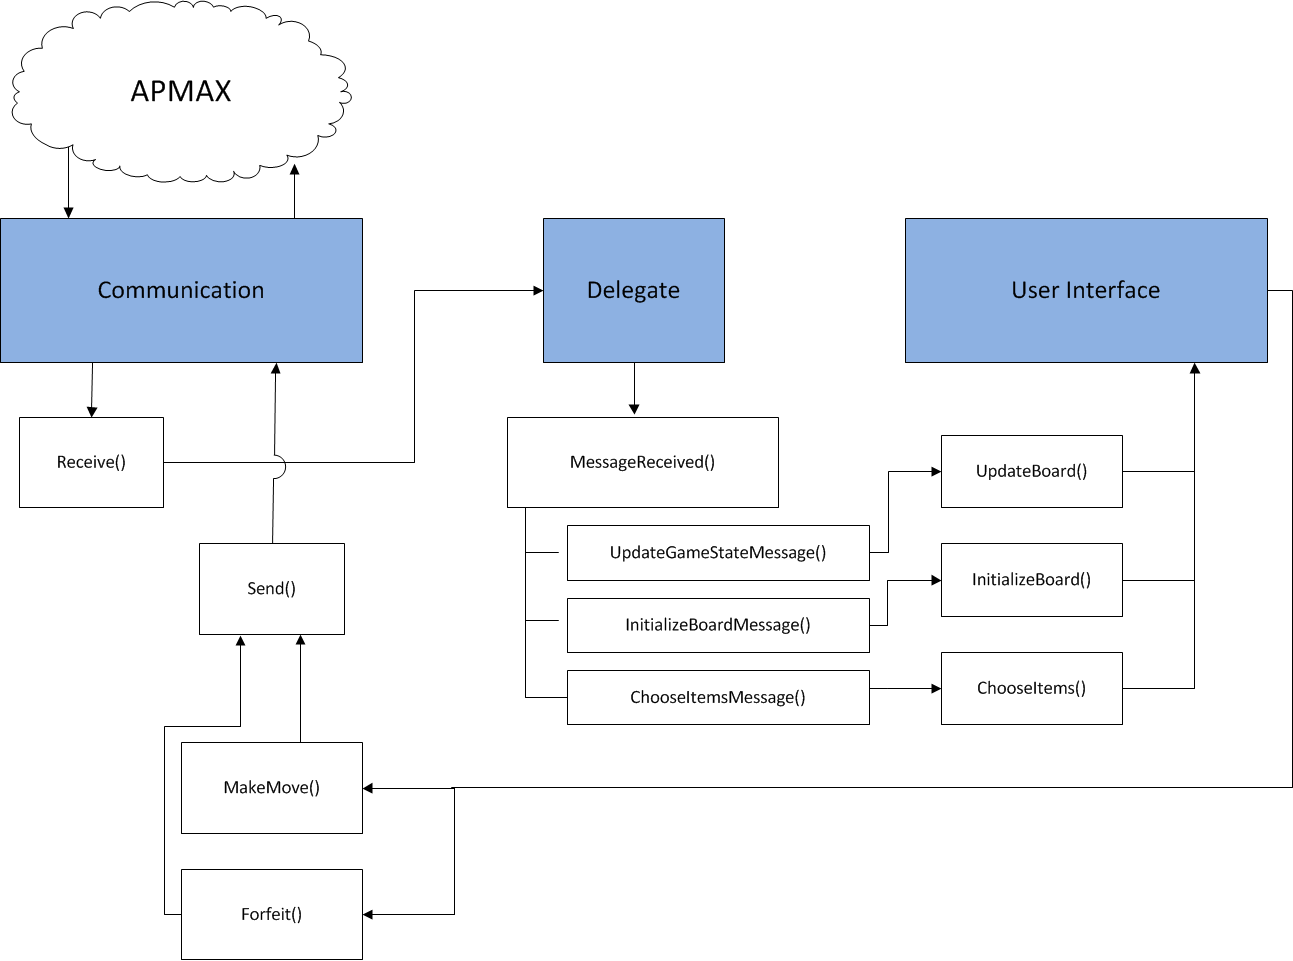 APMAX
Communication
Delegate
User Interface
Receive()
MessageReceived()
UpdateBoard()
UpdateGameStateMessage()
Send()
InitializeBoard()
InitializeBoardMessage()
ChooseItemsMessage()
ChooseItems()
MakeMove()
Forfeit()